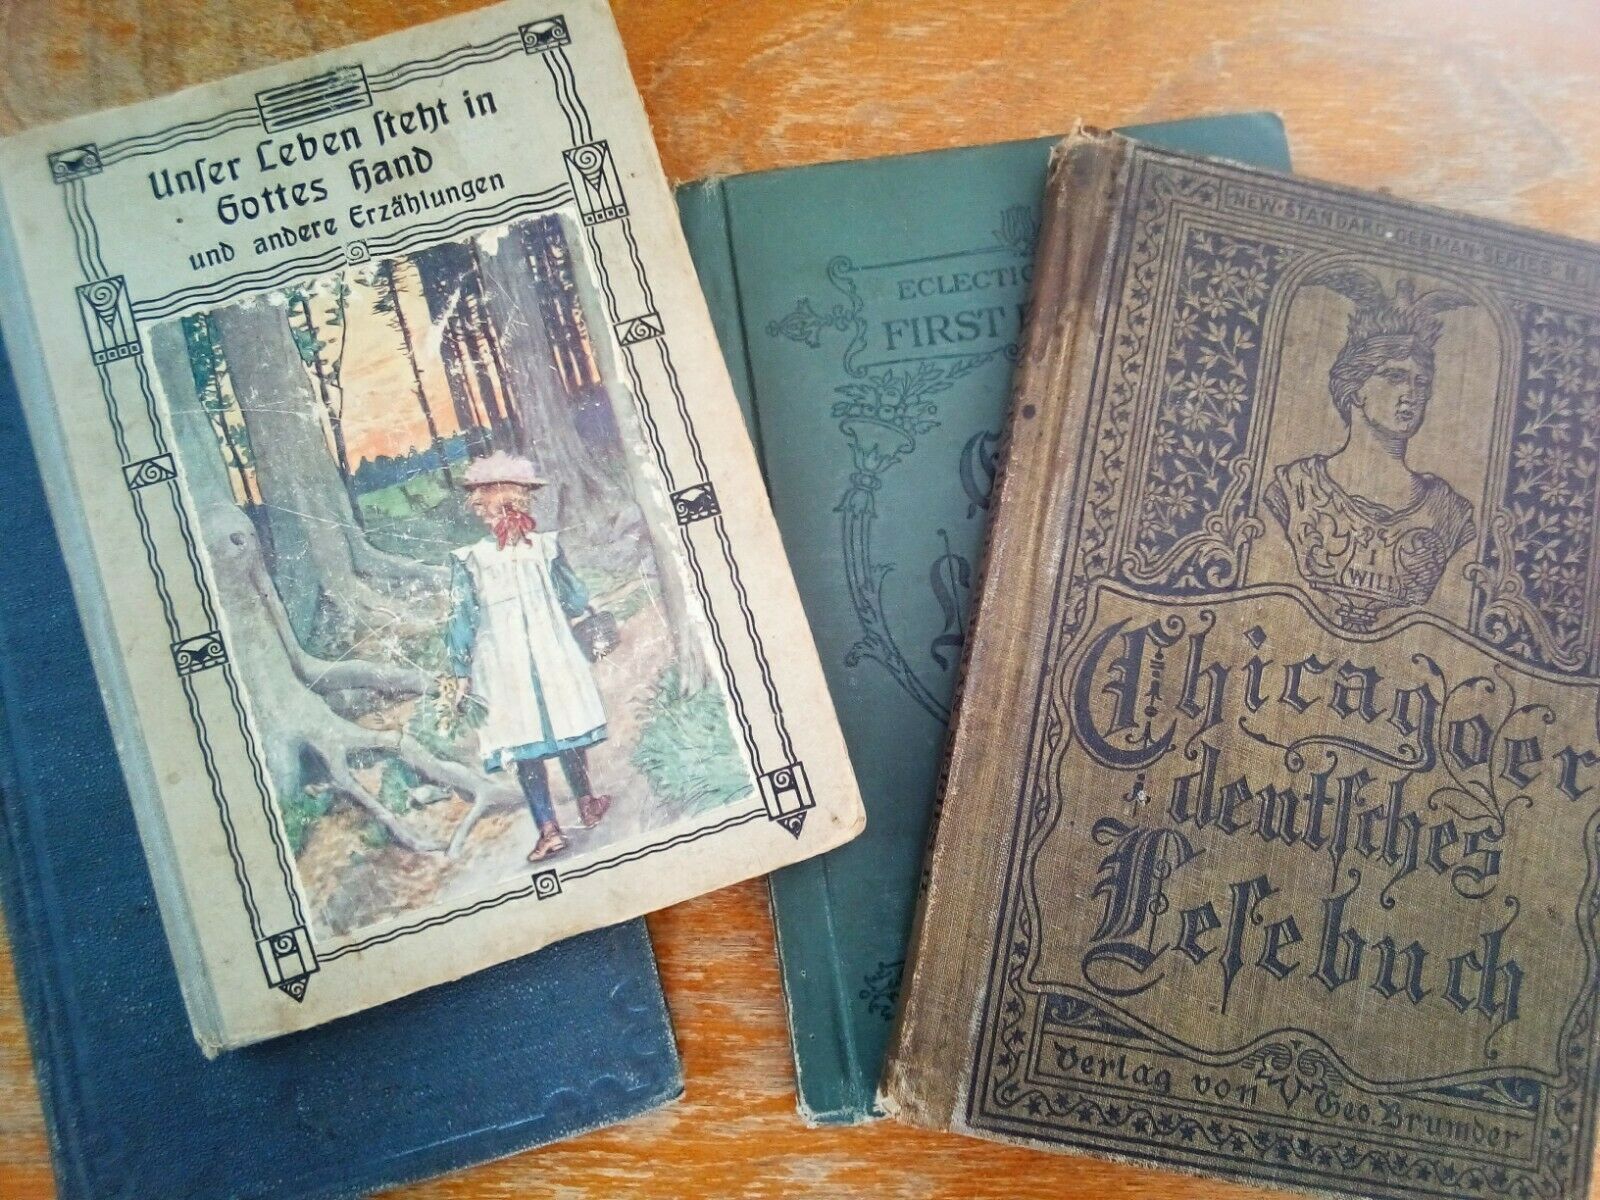 Unſer Leben ſteht in
Gottes Hand
und andere Erzählungen
ECLECTIC
FIRST
NEW·STANDARD·GERMAN·SERIES
I
WILL
Chicagoer
deutſches
Leſebuch
Verlag von Geo. Brumder